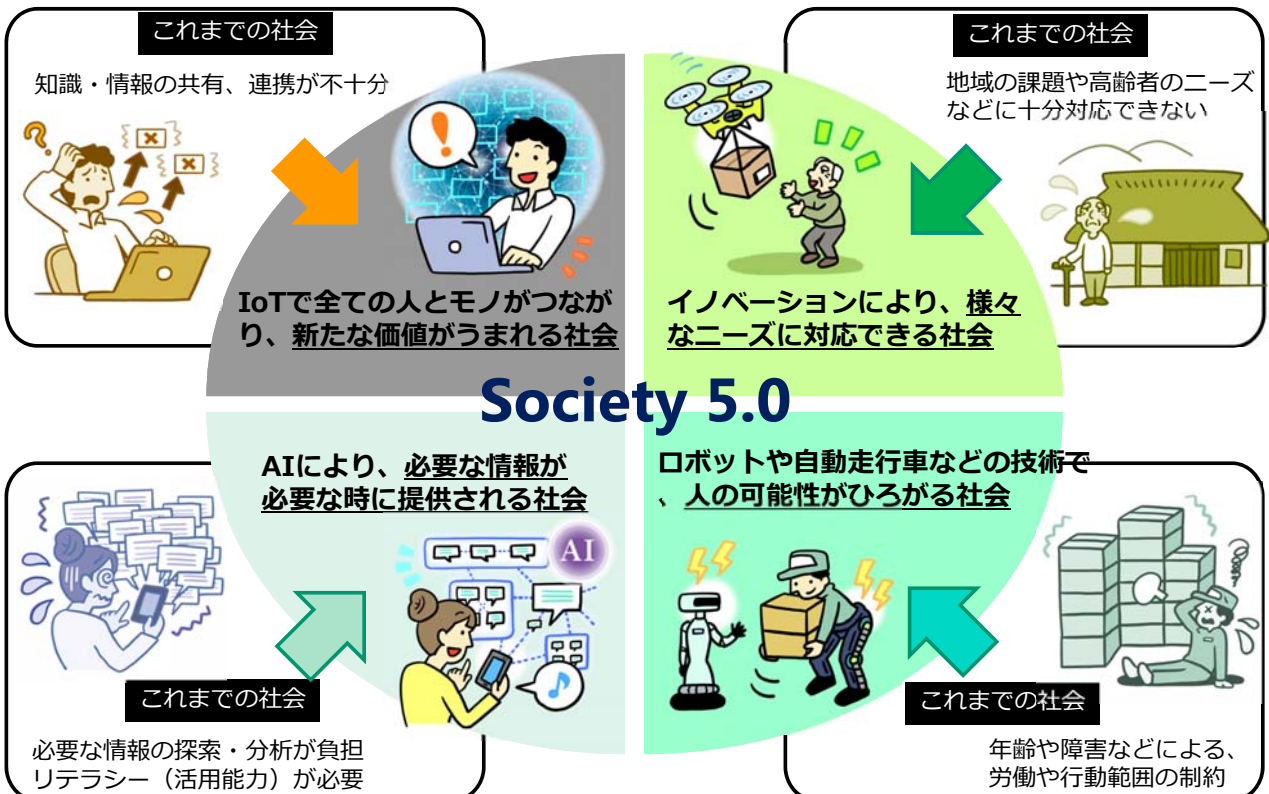 これまでの社会
知識・情報の共有、連携が不十分
IoTで全ての人とモノがつなが
り、新たな価値がうまれる社会
これまでの社会
地域の課題や高齢者のニーズ
などに十分対応できない
イノベーションにより、様々
なニーズに対応できる社会
Society 5.0
AIにより、必要な情報が
必要な時に提供される社会
AI
これまでの社会
必要な情報の探索・分析が負担
リテラシー（活用能力）が必要
ロボットや自動走行車などの技術で
、人の可能性がひろがる社会
これまでの社会
年齢や障害などによる、
労働や行動範囲の制約